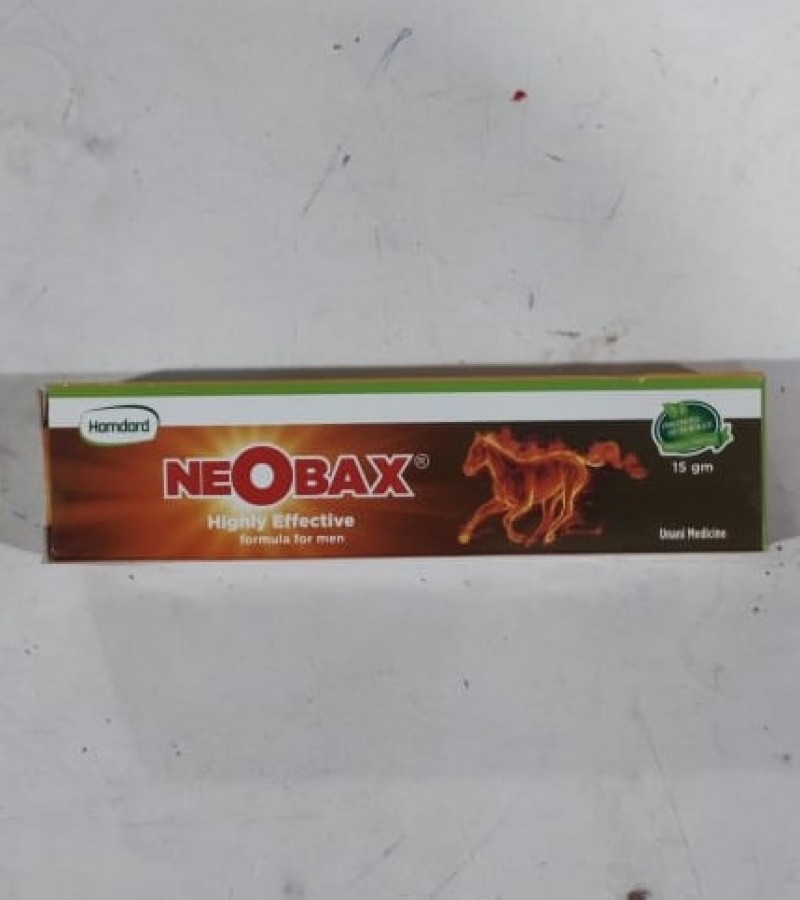 Hamdard
NEOBAX®
Highly Effective
formula for men
15 gm
Unani Medicine